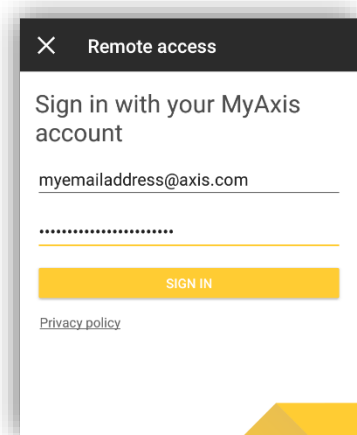 Remote access
Sign in with your MyAxis
account
myemailaddress@axis.com
••••••••••••••••••••••••
SIGN IN
Privacy policy